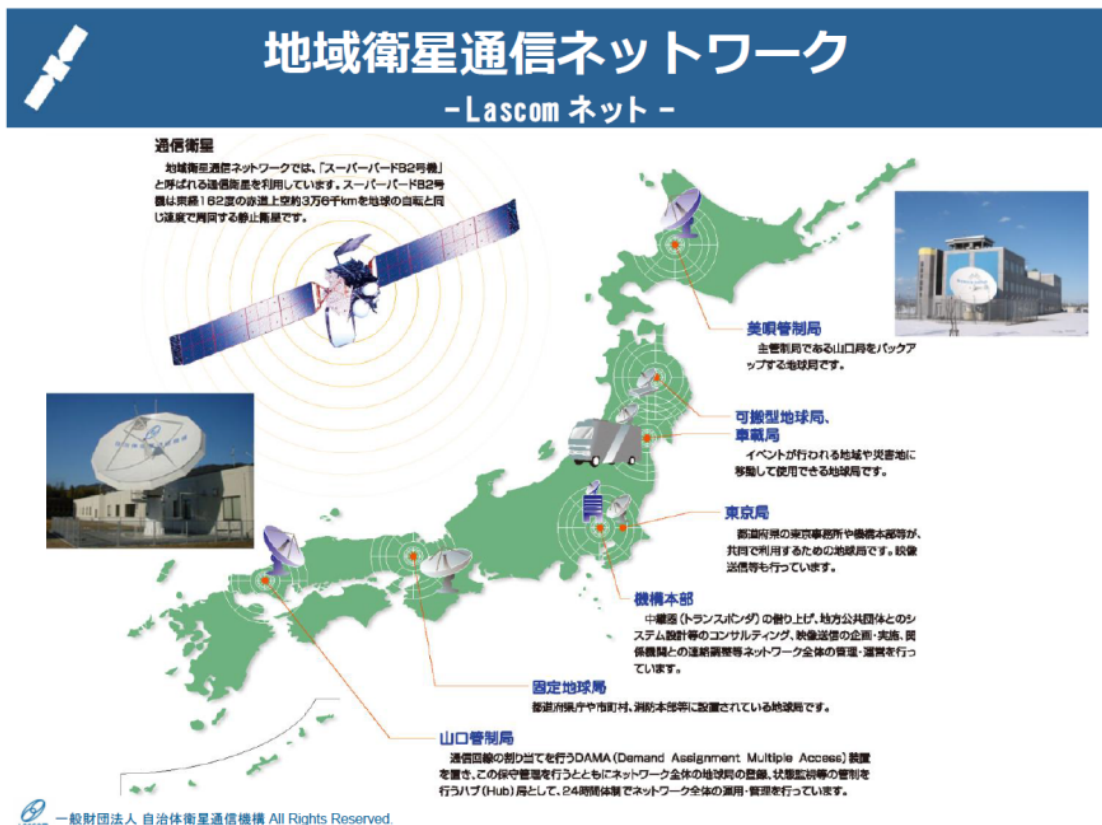 地域衛星通信ネットワーク
-Lascom ネット-
通信衛星
地域衛星通信ネットワークでは、「スーパーバードB2号機」
と呼ばれる通信衛星を利用しています。スーパーバードB2号
機は東経162度の赤道上空約3万6千kmを地球の自転と同
じ速度で周回する静止衛星です。
美唄管制局
主管制局である山口局をバックア
ップする地球局です。
可搬型地球局、
車載局
イベントが行われる地域や災害地に
移動して使用できる地球局です。
東京局
都道府県の東京事務所や機構本部等が、
共同で利用するための地球局です。映像
送信等も行っています。
機構本部
中継器(トランスポンダ)の借り上げ、地方公共団体とのシ
ステム設計等のコンサルティング、映像送信の企画・実施、関
係機関との連絡調整等ネットワーク全体の管理・運営を行っ
ています。
固定地球局
都道府県庁や市町村、消防本部等に設置されている地球局です。
山口管制局
通信回線の割り当てを行うDAMA(Demand Assignment Multiple Access)装置
を置き、この保守管理を行うとともにネットワーク全体の地球局の登録、状態監視等の管制を
行うハブ(Hub)局として、24時間体制でネットワーク全体の運用・管理を行っています。
LASCOM
一般財団法人 自治体衛星通信機構 All Rights Reserved.